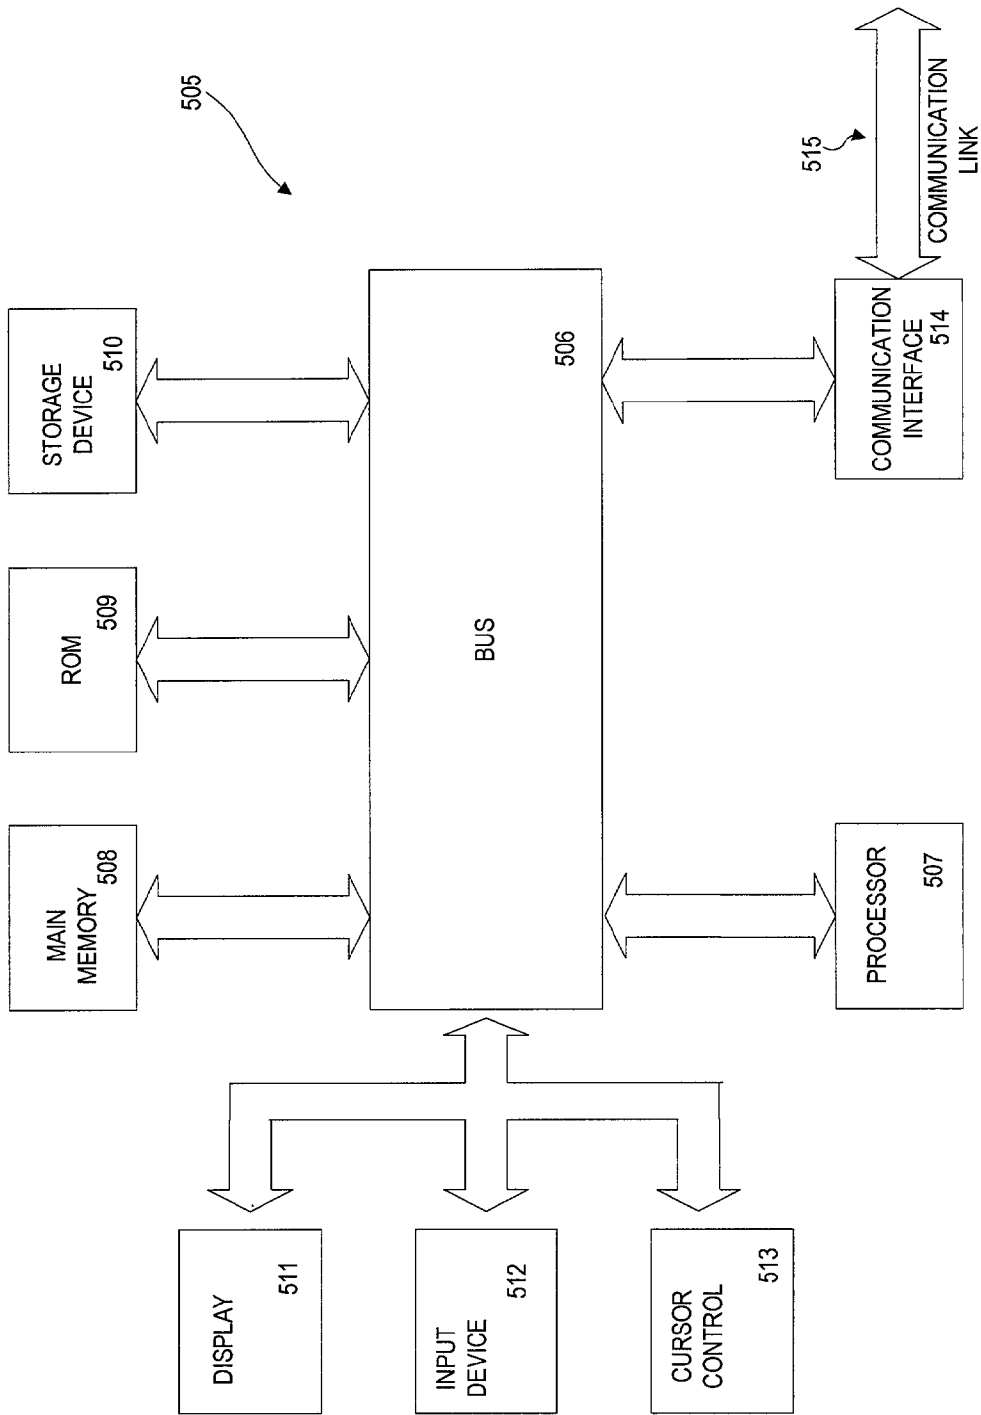 505
MAIN
MEMORY
508
ROM
509
STORAGE
DEVICE
510
DISPLAY
511
INPUT
DEVICE
512
CURSOR
CONTROL
513
BUS
506
PROCESSOR
507
COMMUNICATION
INTERFACE
514
515
COMMUNICATION
LINK